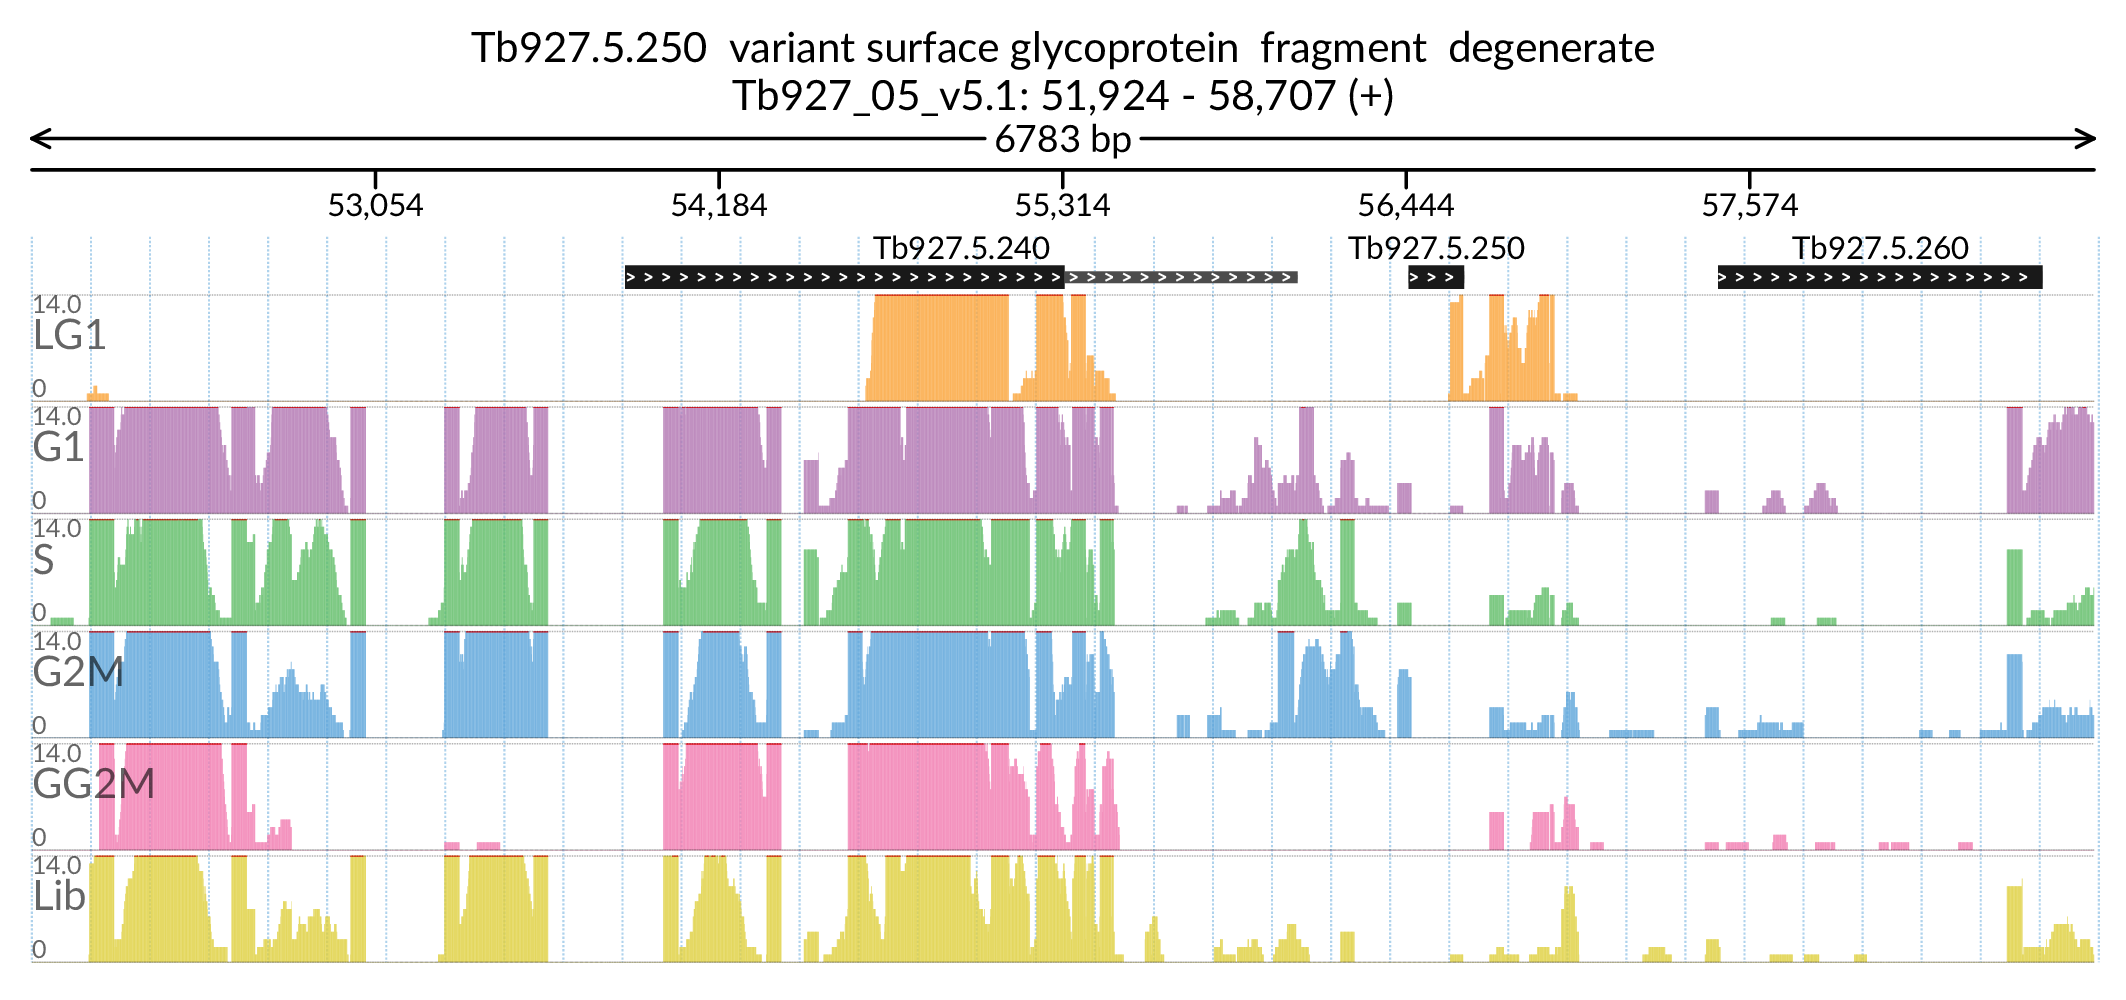 Tb927.5.250 variant surface glycoprotein fragment degenerate
Tb927_05_v5.1: 51,924 - 58,707 (+)
6783 bp
53,054 54,184 55,314 56,444 57,574
Tb927.5.240 Tb927.5.250 Tb927.5.260
14.0
LG1
0
14.0
G1
0
14.0
S
0
14.0
G2M
0
14.0
GG2M
0
14.0
Lib
0